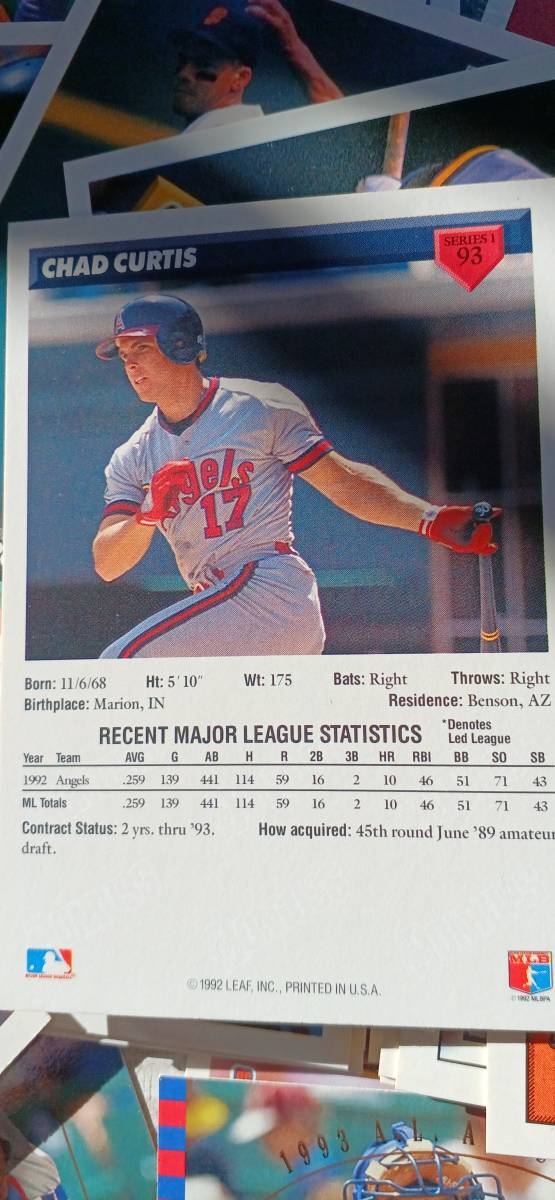 SERIES 1
93
CHAD CURTIS
A
gels
17
Born: 11/6/68 Ht: 5' 10" Wt: 175 Bats: Right Throws: Right
Birthplace: Marion, IN Residence: Benson, AZ
RECENT MAJOR LEAGUE STATISTICS *Denotes
Led League
Year Team AVG G AB H R 2B 3B HR RBI BB SO SB
1992 Angels .259 139 441 114 59 16 2 10 46 51 71 43
ML Totals .259 139 441 114 59 16 2 10 46 51 71 43
Contract Status: 2 yrs. thru '93. How acquired: 45th round June '89 amateur
draft.
MAJOR LEAGUE BASEBALL
MLB
© 1992 LEAF, INC., PRINTED IN U.S.A.
© 1992 MLBPA
1993 A.L. A